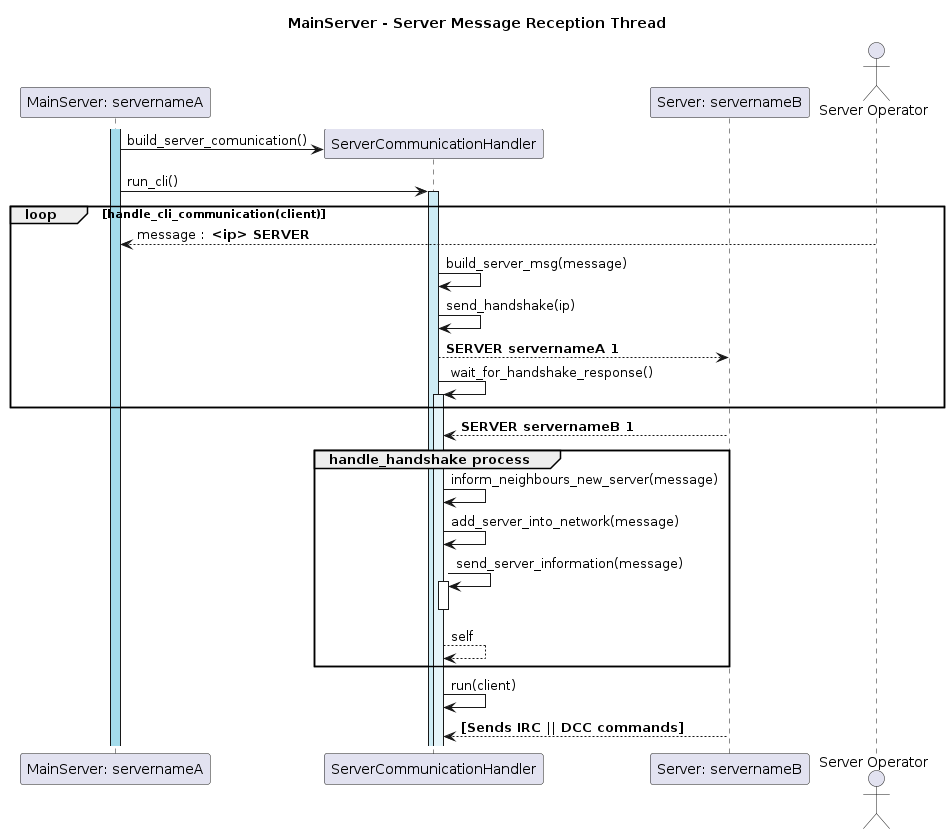 MainServer - Server Message Reception Thread
MainServer: servernameA
Server: servernameB
Server Operator
build_server_comunication()
ServerCommunicationHandler
run_cli()
loop [handle_cli_communication(client)]
message : <ip> SERVER
build_server_msg(message)
send_handshake(ip)
SERVER servernameA 1
wait_for_handshake_response()
SERVER servernameB 1
handle_handshake process
inform_neighbours_new_server(message)
add_server_into_network(message)
send_server_information(message)
self
run(client)
[Sends IRC || DCC commands]
MainServer: servernameA
ServerCommunicationHandler
Server: servernameB
Server Operator